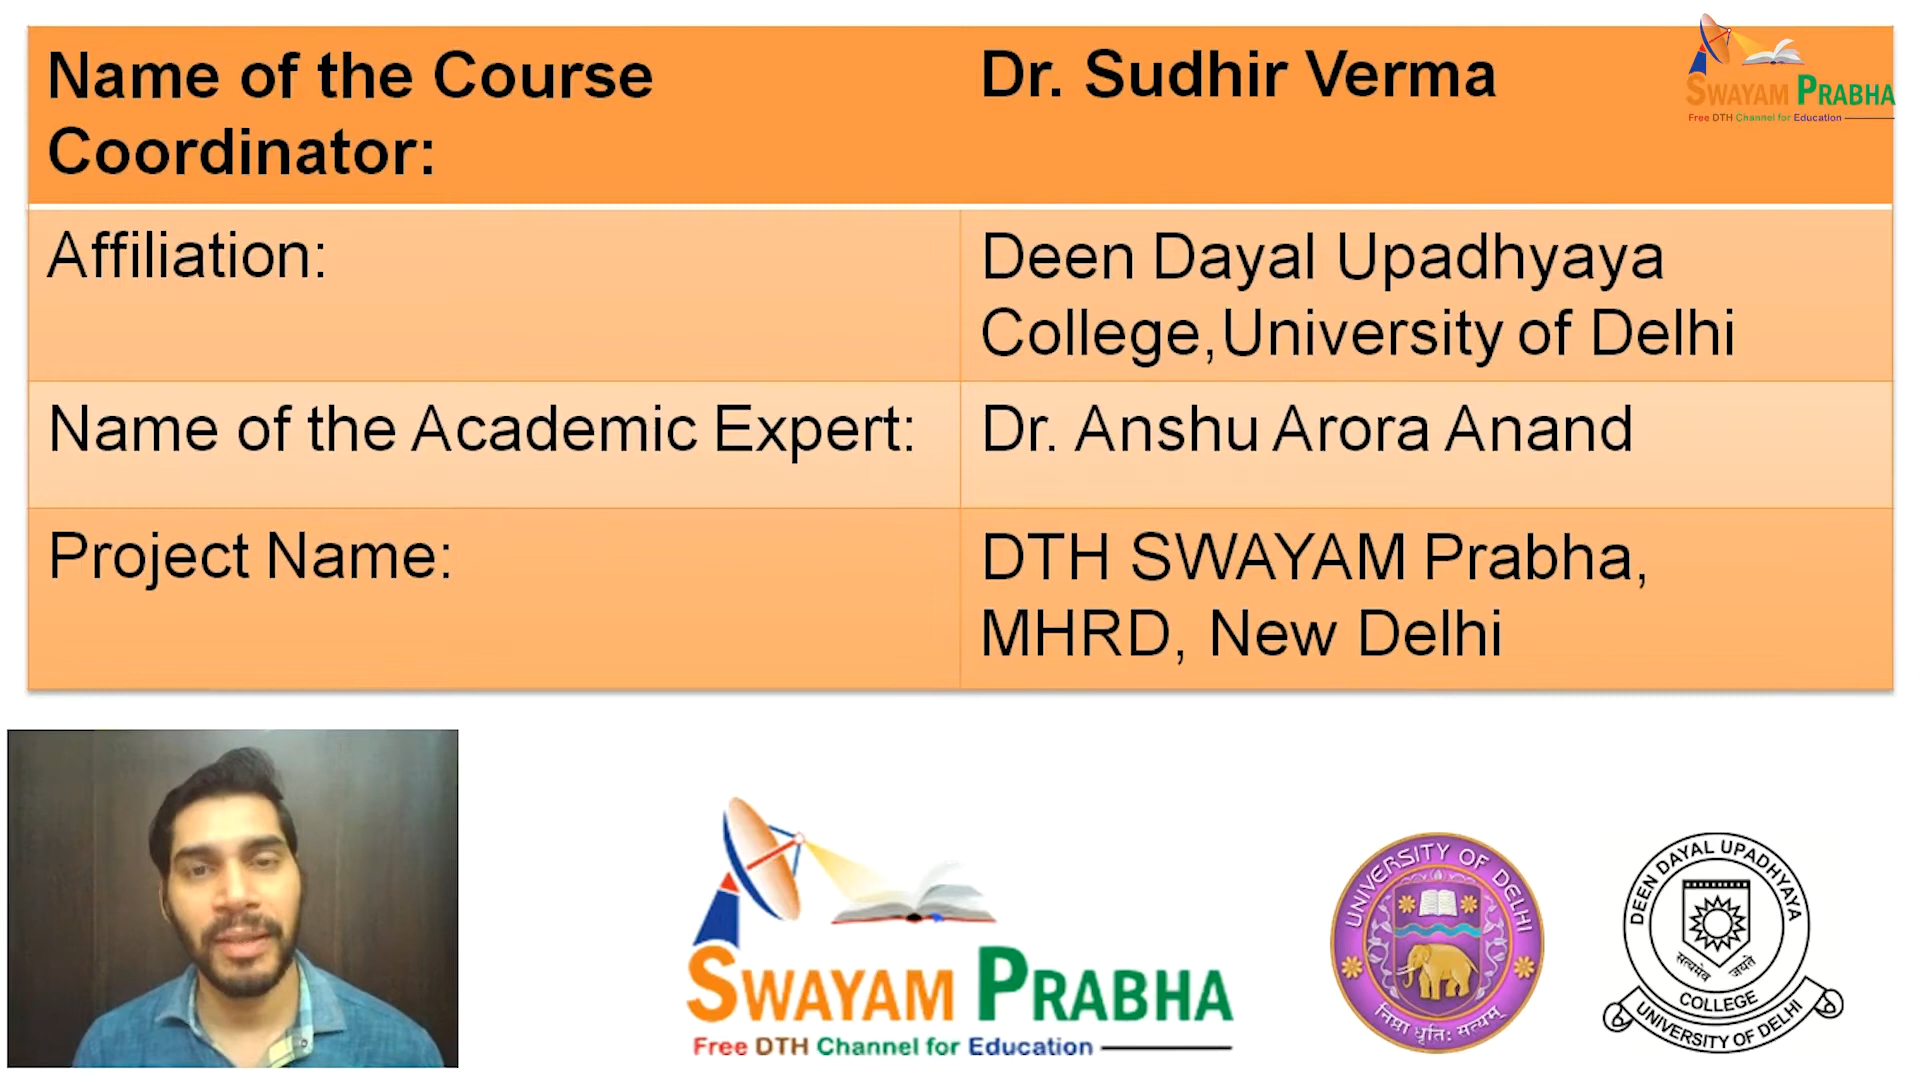 Name of the Course
Coordinator:
Dr. Sudhir Verma
SWAYAM PRABHA
Free DTH Channel for Education
Affiliation:
Deen Dayal Upadhyaya
College,University of Delhi
Name of the Academic Expert:
Dr. Anshu Arora Anand
Project Name:
DTH SWAYAM Prabha,
MHRD, New Delhi
SWAYAM PRABHA
Free DTH Channel for Education
UNIVERSITY OF DELHI
निष्ठा धृति: सत्यम्
DEEN DAYAL UPADHYAYA
सत्यमेव जयते
COLLEGE
UNIVERSITY OF DELHI